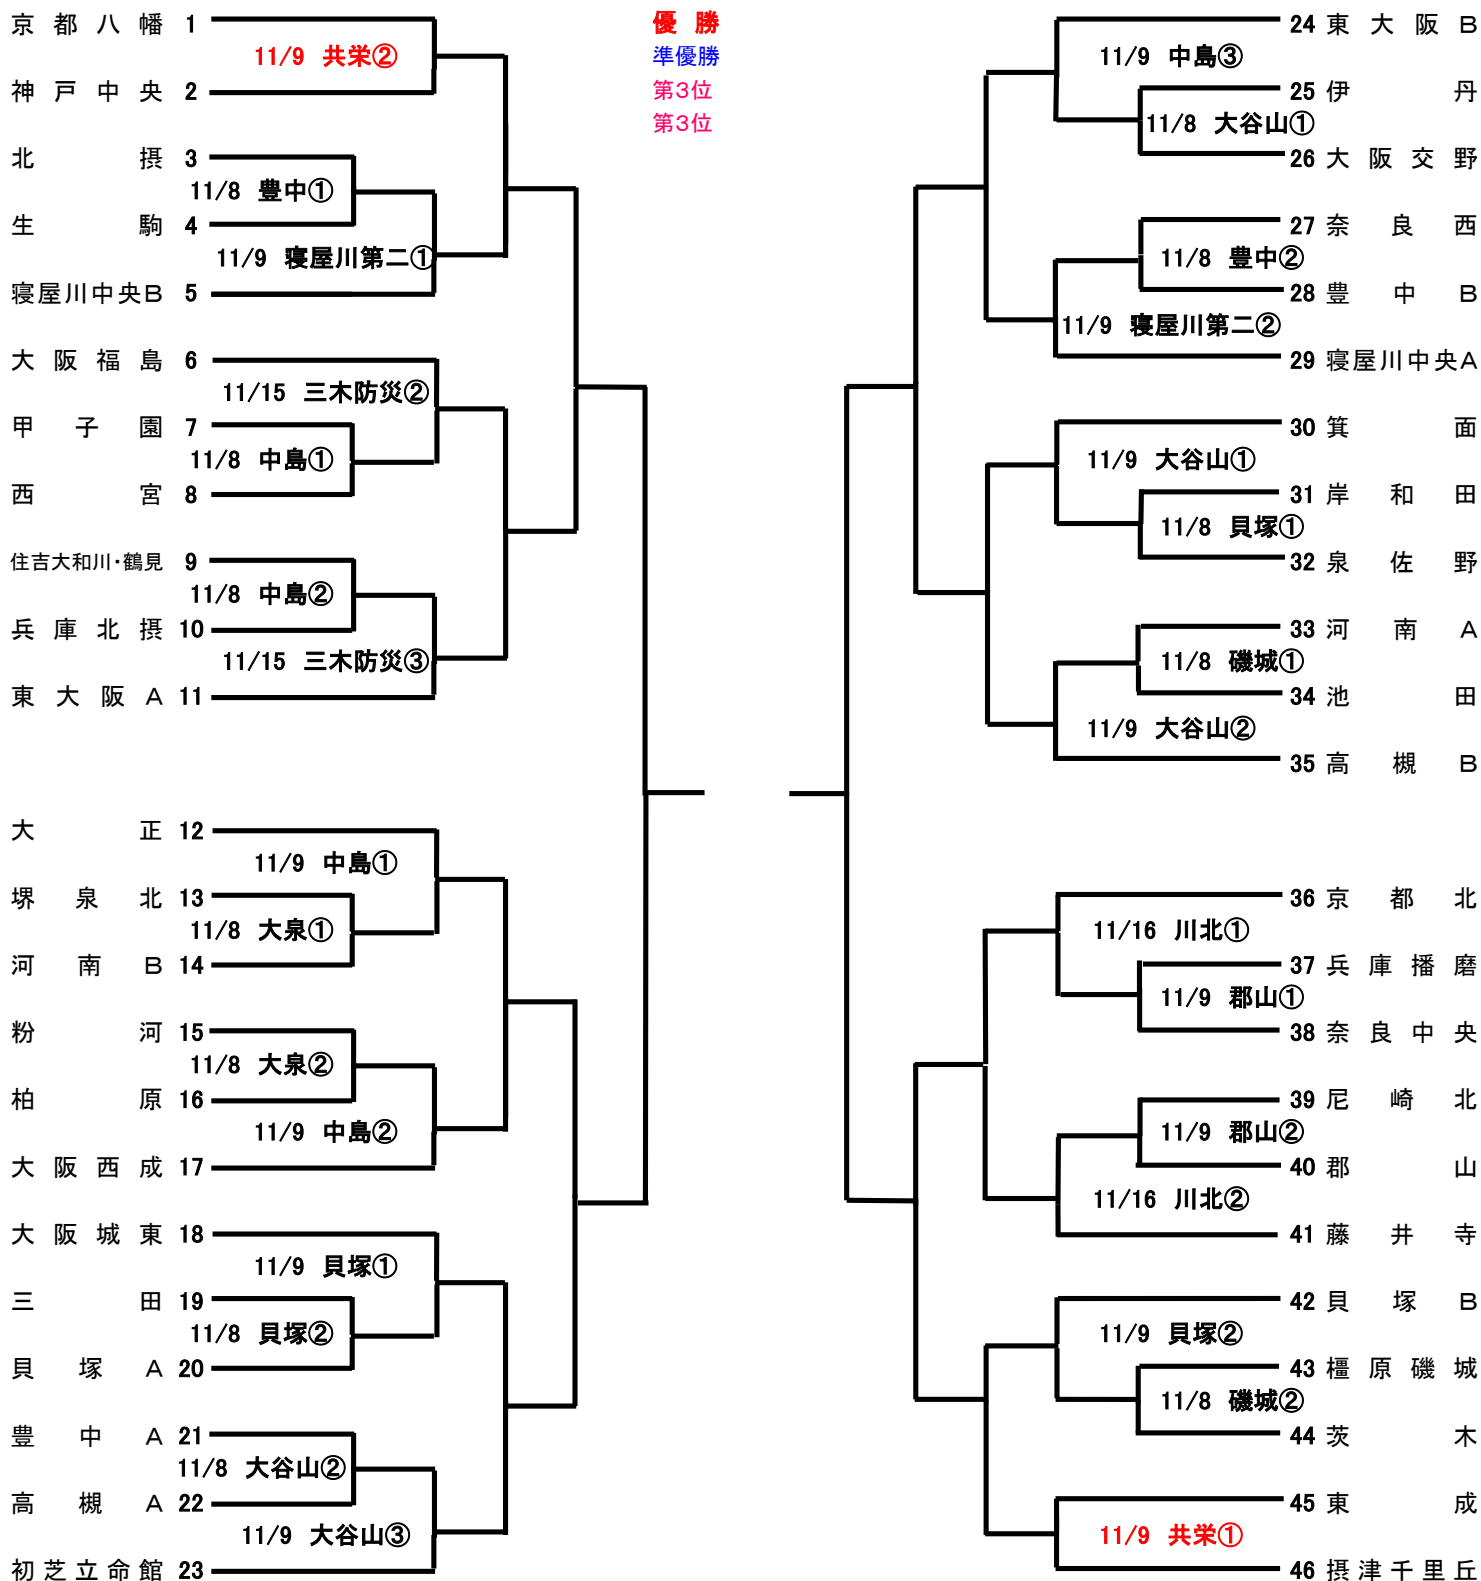 優 勝
準優勝
第3位
第3位
京都八幡 1
11/9 共栄②
神戸中央 2
北摂 3
11/8 豊中①
生駒 4
11/9 寝屋川第二①
寝屋川中央B 5
大阪福島 6
11/15 三木防災②
甲子園 7
11/8 中島①
西宮 8
住吉大和川・鶴見 9
11/8 中島②
兵庫北摂 10
11/15 三木防災③
東大阪A 11
大正 12
11/9 中島①
堺泉北 13
11/8 大泉①
河南B 14
粉河 15
11/8 大泉②
柏原 16
11/9 中島②
大阪西成 17
大阪城東 18
11/9 貝塚①
三田 19
11/8 貝塚②
貝塚A 20
豊中A 21
11/8 大谷山②
高槻A 22
11/9 大谷山③
初芝立命館 23
24 東大阪B
11/9 中島③
25 伊丹
11/8 大谷山①
26 大阪交野
27 奈良西
11/8 豊中②
28 豊中B
11/9 寝屋川第二②
29 寝屋川中央A
30 箕面
11/9 大谷山①
31 岸和田
11/8 貝塚①
32 泉佐野
33 河南A
11/8 磯城①
34 池田
11/9 大谷山②
35 高槻B
36 京都北
11/16 川北①
37 兵庫播磨
11/9 郡山①
38 奈良中央
39 尼崎北
11/9 郡山②
40 郡山
11/16 川北②
41 藤井寺
42 貝塚B
11/9 貝塚②
43 橿原磯城
11/8 磯城②
44 茨木
45 東成
11/9 共栄①
46 摂津千里丘